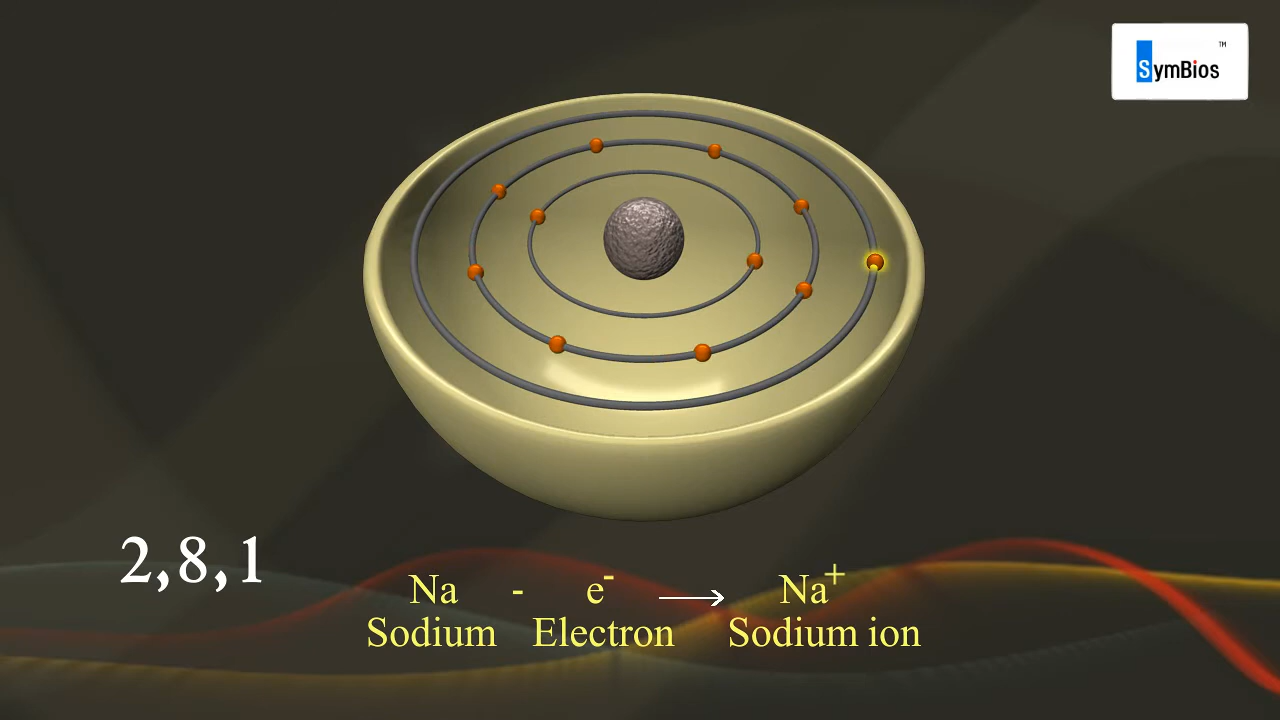 SymBios™
2,8,1
Na - e⁻ → Na⁺
Sodium Electron Sodium ion